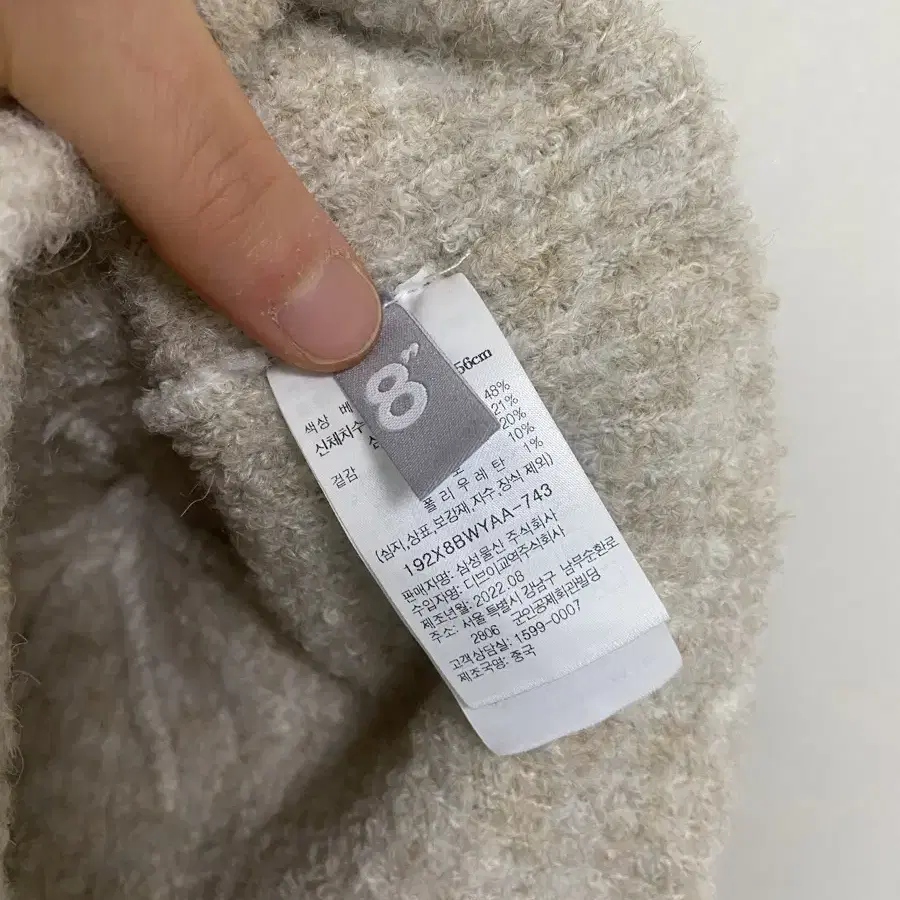 8"
56cm
색상 베
신체치수
48%
21%
20%
10%
겉감
폴 리 우 레 탄 1%
(심지,상표,보강재,자수,장식 제외)
192X8BWYAA-743
판매자명: 삼성물산 주식회사
수입자명: 디브이교역주식회사
제조년월: 2022.08
주소: 서울 특별시 강남구 남부순환로
2806 군인공제회관빌딩
고객상담실: 1599-0007
제조국명: 중국